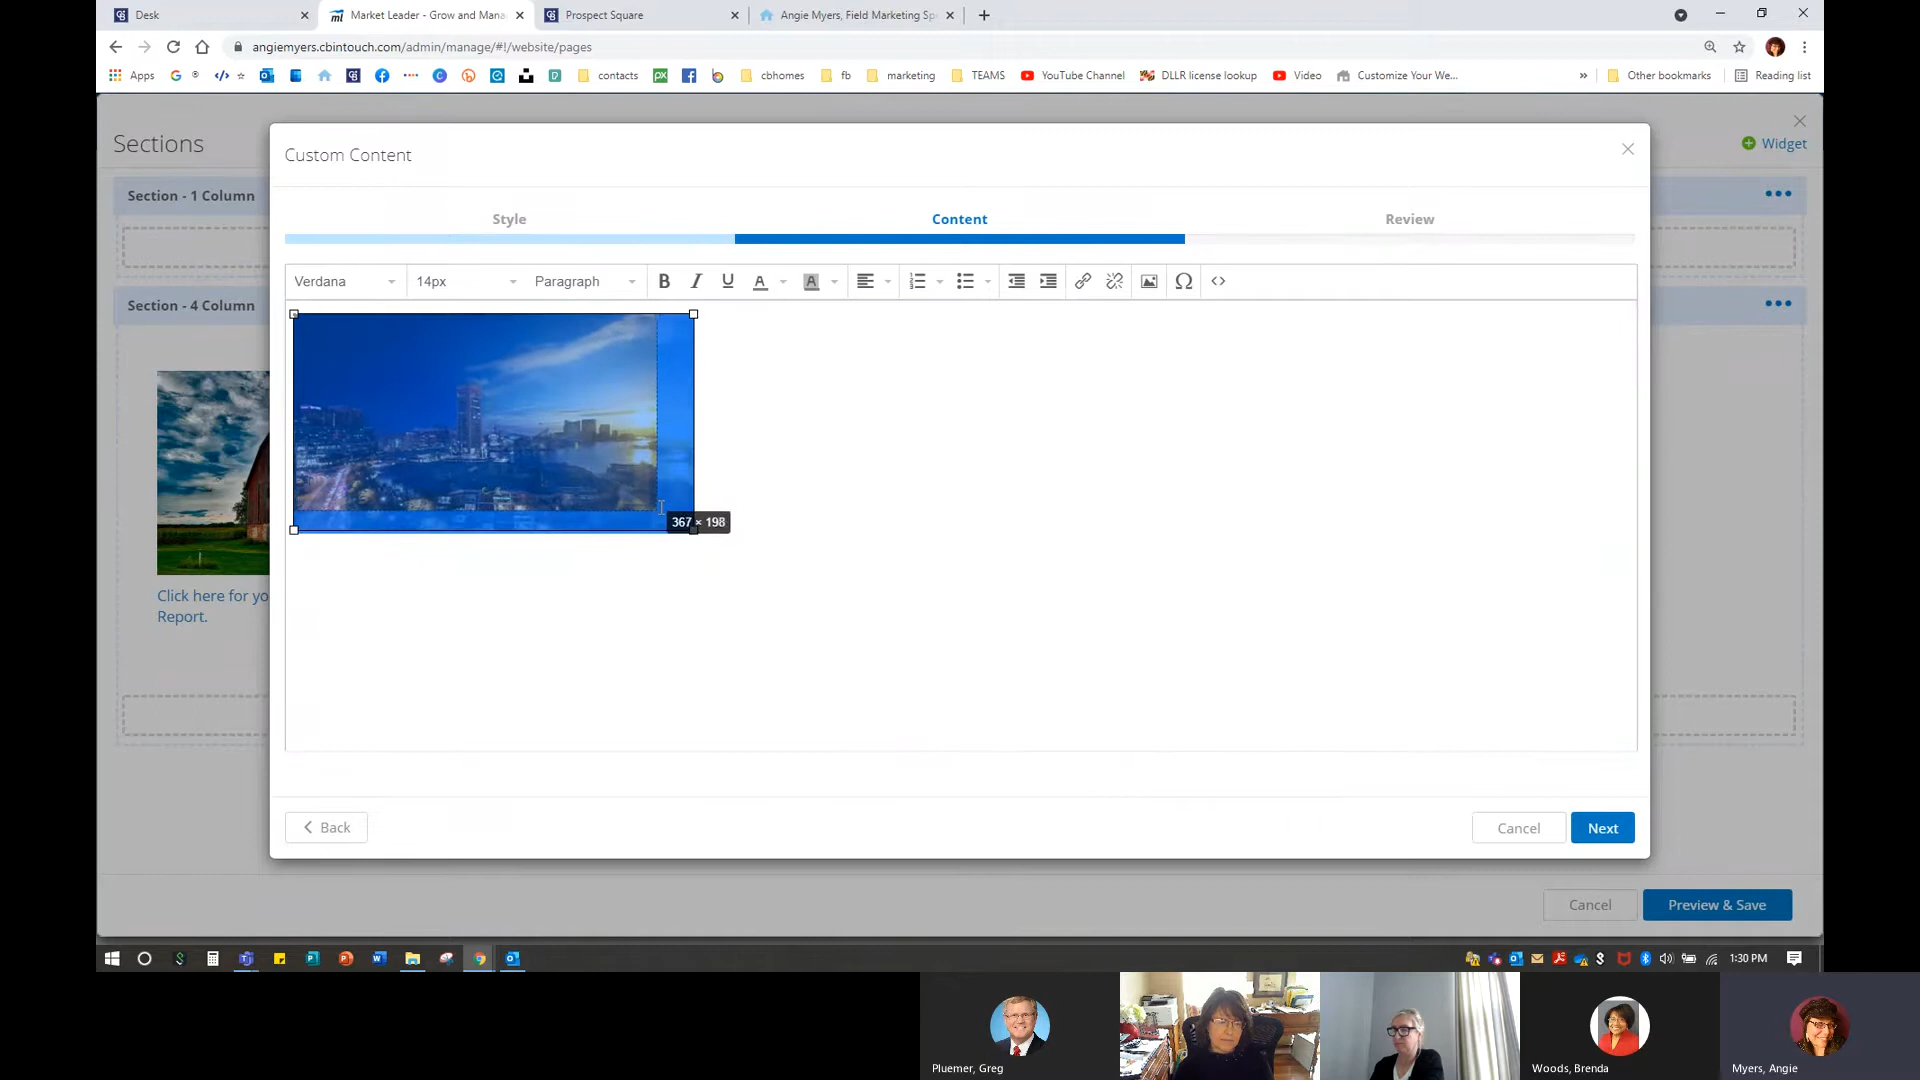 Desk
Market Leader - Grow and Mana
Prospect Square
Angie Myers, Field Marketing Sp
angiemyers.cbintouch.com/admin/manage/#!/website/pages
Apps
contacts
cbhomes
fb
marketing
TEAMS
YouTube Channel
DLLR license lookup
Video
Customize Your We...
»
Other bookmarks
Reading list
Sections
Widget
Custom Content
Section - 1 Column
Style
Content
Review
Verdana
14px
Paragraph
B I U A A
Section - 4 Column
367 × 198
Click here for yo
Report.
Back
Cancel
Next
Cancel
Preview & Save
1:30 PM
Pluemer, Greg
Woods, Brenda
Myers, Angie